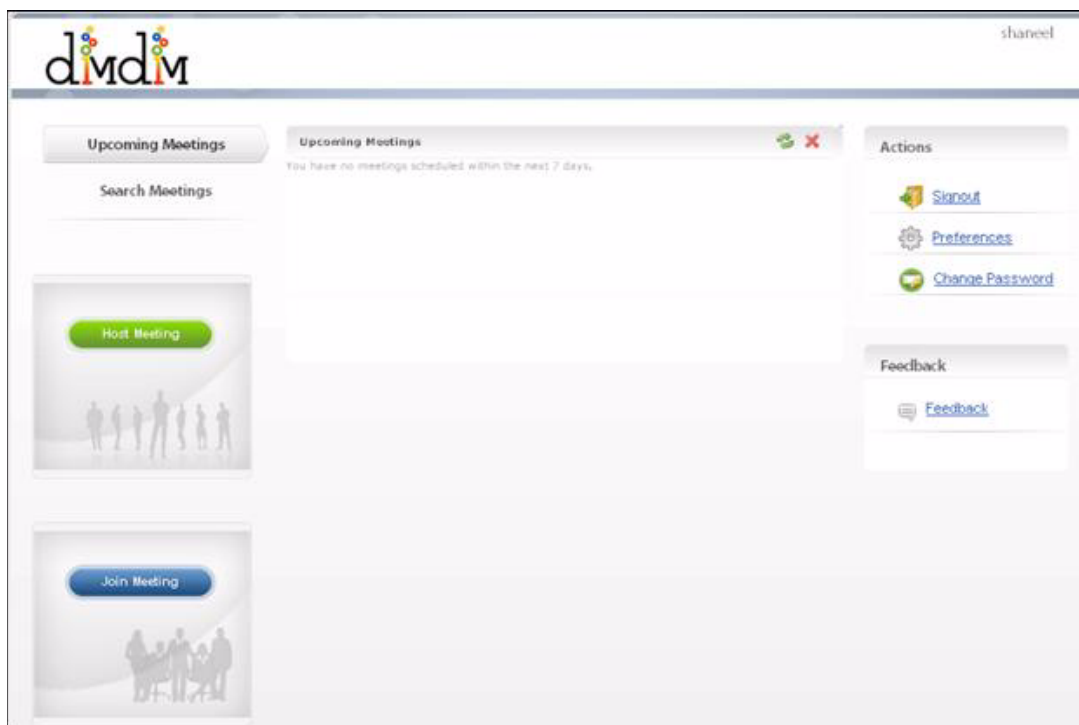 dimdim
shaneel
Upcoming Meetings
Search Meetings
Host Meeting
Join Meeting
Upcoming Meetings
You have no meetings scheduled within the next 7 days.
Actions
Signout
Preferences
Change Password
Feedback
Feedback